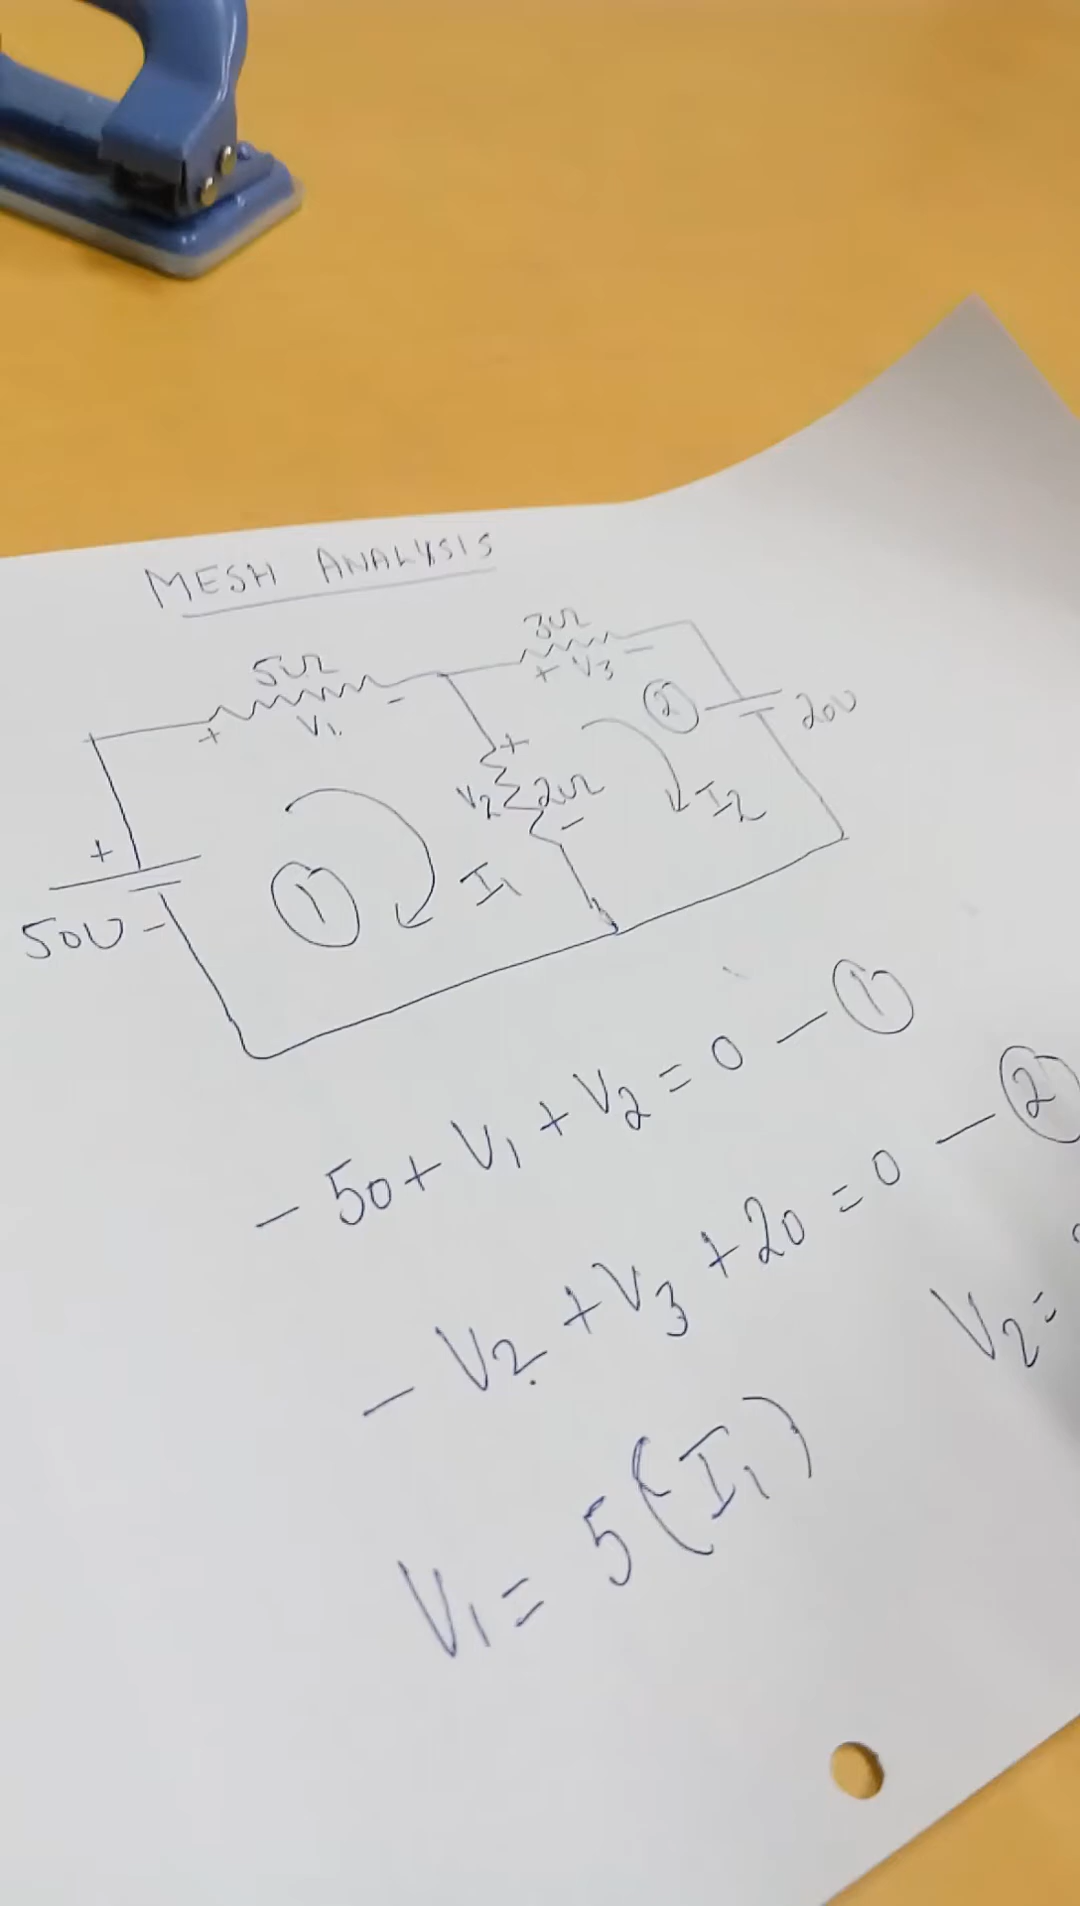 MESH ANALYSIS
5Ω
3Ω
+ V1 -
+ V3 -
2
20V
+
V2
2Ω
-
I2
+
50V -
1
I1
- 50 + V1 + V2 = 0 - 1
- V2 + V3 + 20 = 0 - 2
V2 =
V1 = 5(I1)